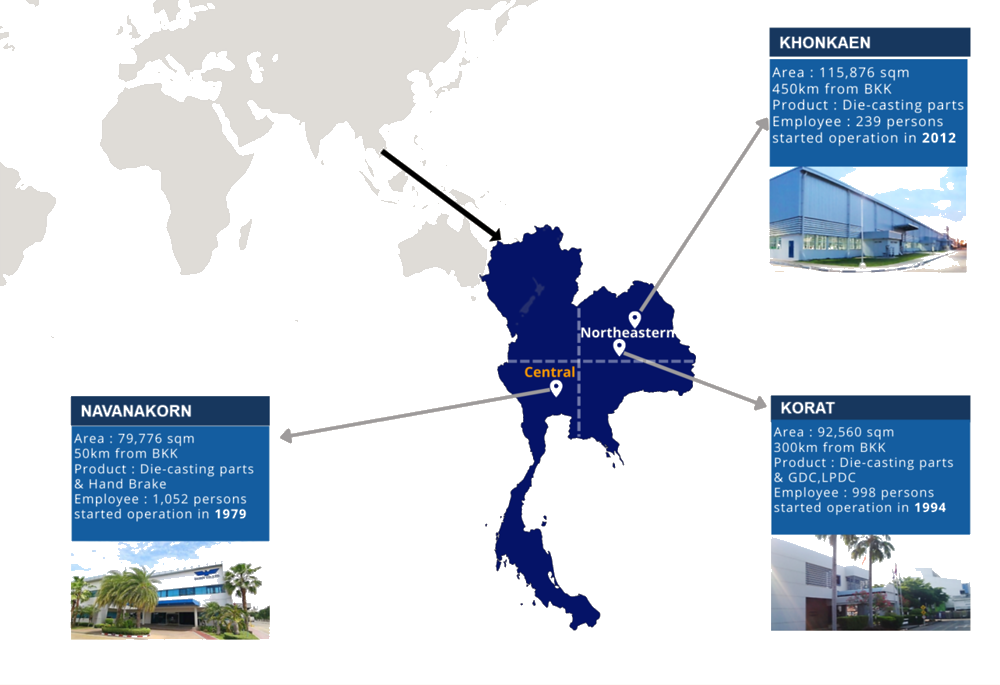 KHONKAEN
Area : 115,876 sqm
450km from BKK
Product : Die-casting parts
Employee : 239 persons
started operation in 2012
Northeastern
Central
NAVANAKORN
Area : 79,776 sqm
50km from BKK
Product : Die-casting parts
& Hand Brake
Employee : 1,052 persons
started operation in 1979
KORAT
Area : 92,560 sqm
300km from BKK
Product : Die-casting parts
& GDC,LPDC
Employee : 998 persons
started operation in 1994